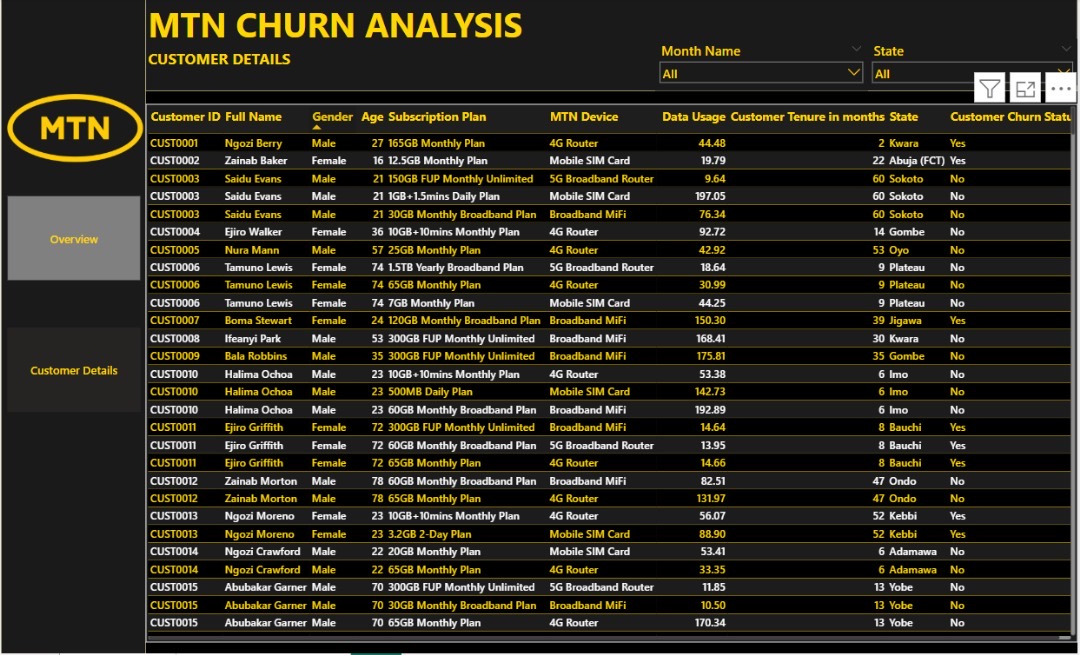 MTN CHURN ANALYSIS
CUSTOMER DETAILS
Month Name
State
All
All
MTN
Overview
Customer Details
Customer ID Full Name Gender Age Subscription Plan MTN Device Data Usage Customer Tenure in months State Customer Churn Statu
CUST0001 Ngozi Berry Male 27 165GB Monthly Plan 4G Router 44.48 2 Kwara Yes
CUST0002 Zainab Baker Female 16 12.5GB Monthly Plan Mobile SIM Card 19.79 22 Abuja (FCT) Yes
CUST0003 Saidu Evans Male 21 150GB FUP Monthly Unlimited 5G Broadband Router 9.64 60 Sokoto No
CUST0003 Saidu Evans Male 21 1GB+1.5mins Daily Plan Mobile SIM Card 197.05 60 Sokoto No
CUST0003 Saidu Evans Male 21 30GB Monthly Broadband Plan Broadband MiFi 76.34 60 Sokoto No
CUST0004 Ejiro Walker Female 36 10GB+10mins Monthly Plan 4G Router 92.72 14 Gombe No
CUST0005 Nura Mann Male 57 25GB Monthly Plan 4G Router 42.92 53 Oyo No
CUST0006 Tamuno Lewis Female 74 1.5TB Yearly Broadband Plan 5G Broadband Router 18.64 9 Plateau No
CUST0006 Tamuno Lewis Female 74 65GB Monthly Plan 4G Router 30.99 9 Plateau No
CUST0006 Tamuno Lewis Female 74 7GB Monthly Plan Mobile SIM Card 44.25 9 Plateau No
CUST0007 Boma Stewart Female 24 120GB Monthly Broadband Plan Broadband MiFi 150.30 39 Jigawa Yes
CUST0008 Ifeanyi Park Male 53 300GB FUP Monthly Unlimited Broadband MiFi 168.41 30 Kwara No
CUST0009 Bala Robbins Male 35 300GB FUP Monthly Unlimited Broadband MiFi 175.81 35 Gombe No
CUST0010 Halima Ochoa Male 23 10GB+10mins Monthly Plan 4G Router 53.38 6 Imo No
CUST0010 Halima Ochoa Male 23 500MB Daily Plan Mobile SIM Card 142.73 6 Imo No
CUST0010 Halima Ochoa Male 23 60GB Monthly Broadband Plan Broadband MiFi 192.89 6 Imo No
CUST0011 Ejiro Griffith Female 72 300GB FUP Monthly Unlimited Broadband MiFi 14.64 8 Bauchi Yes
CUST0011 Ejiro Griffith Female 72 60GB Monthly Broadband Plan 5G Broadband Router 13.95 8 Bauchi Yes
CUST0011 Ejiro Griffith Female 72 65GB Monthly Plan 4G Router 14.66 8 Bauchi Yes
CUST0012 Zainab Morton Male 78 60GB Monthly Broadband Plan Broadband MiFi 82.51 47 Ondo No
CUST0012 Zainab Morton Male 78 65GB Monthly Plan 4G Router 131.97 47 Ondo No
CUST0013 Ngozi Moreno Female 23 10GB+10mins Monthly Plan 4G Router 56.07 52 Kebbi Yes
CUST0013 Ngozi Moreno Female 23 3.2GB 2-Day Plan Mobile SIM Card 88.90 52 Kebbi Yes
CUST0014 Ngozi Crawford Male 22 20GB Monthly Plan Mobile SIM Card 53.41 6 Adamawa No
CUST0014 Ngozi Crawford Male 22 65GB Monthly Plan 4G Router 33.35 6 Adamawa No
CUST0015 Abubakar Garner Male 70 300GB FUP Monthly Unlimited 5G Broadband Router 11.85 13 Yobe No
CUST0015 Abubakar Garner Male 70 30GB Monthly Broadband Plan Broadband MiFi 10.50 13 Yobe No
CUST0015 Abubakar Garner Male 70 65GB Monthly Plan 4G Router 170.34 13 Yobe No